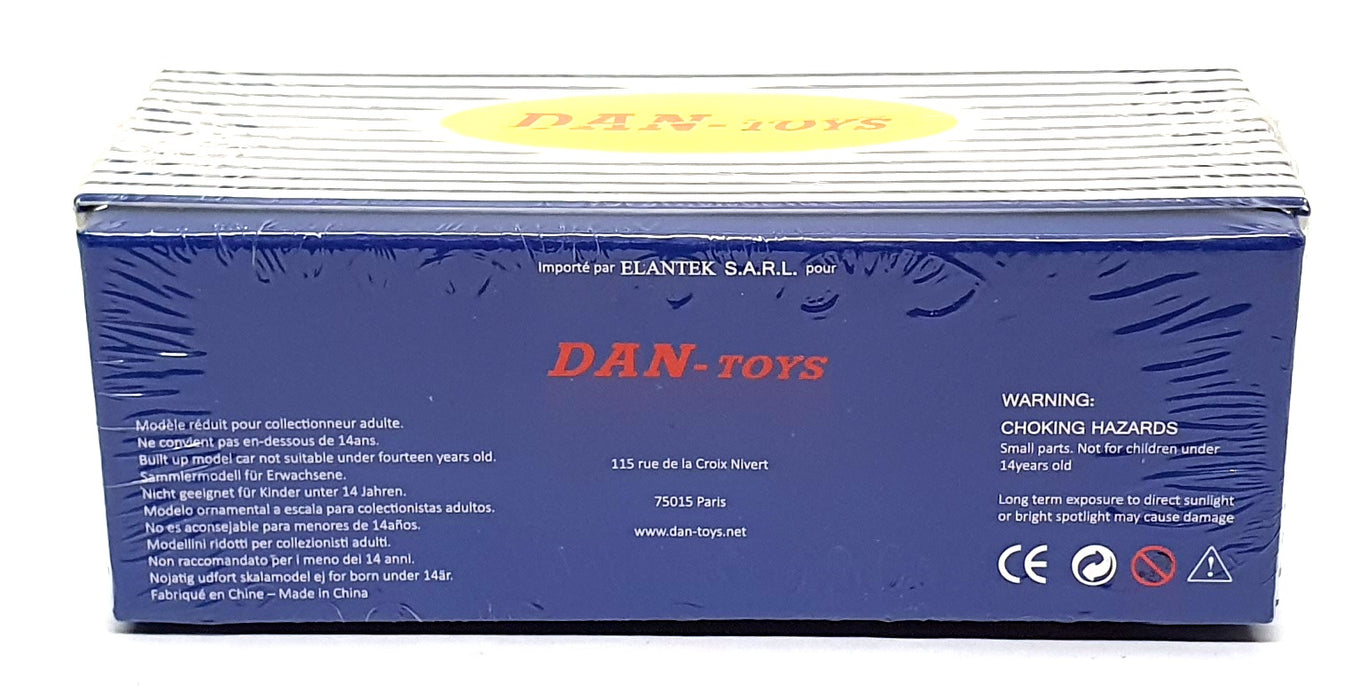 DAN-TOYS
Importé par ELANTEK S.A.R.L. pour
DAN-TOYS
Modèle réduit pour collectionneur adulte.
Ne convient pas en-dessous de 14ans.
Built up model car not suitable under fourteen years old.
Sammlermodell für Erwachsene.
Nicht geeignet für Kinder unter 14 Jahren.
Modelo ornamental a escala para colectionistas adultos.
No es aconsejable para menores de 14años.
Modellini ridotti per collezionisti adulti.
Non raccomandato per i meno dei 14 anni.
Nojatig udfort skalamodel ej for born under 14år.
Fabriqué en Chine – Made in China
115 rue de la Croix Nivert
75015 Paris
www.dan-toys.net
WARNING:
CHOKING HAZARDS
Small parts. Not for children under
14years old
Long term exposure to direct sunlight
or bright spotlight may cause damage
CE